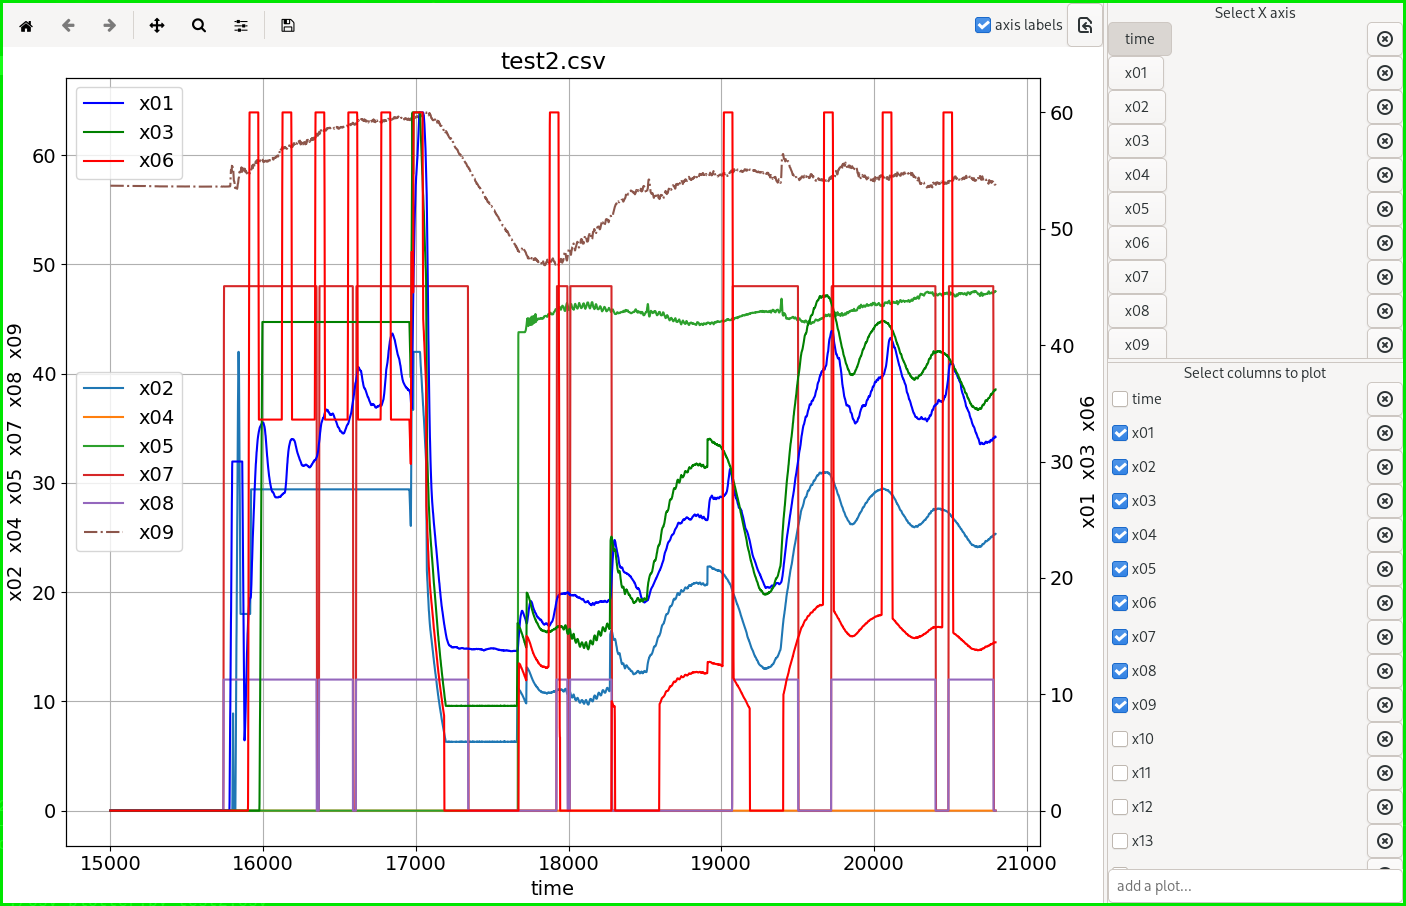 axis labels
test2.csv
x01
x03
x06
x02
x04
x05
x07
x08
x09
60
50
40
30
20
10
0
60
50
40
30
20
10
0
15000
16000
17000
18000
19000
20000
21000
time
x02 x04 x05 x07 x08 x09
x01 x03 x06
Select X axis
time
x01
x02
x03
x04
x05
x06
x07
x08
x09
Select columns to plot
time
x01
x02
x03
x04
x05
x06
x07
x08
x09
x10
x11
x12
x13
add a plot...